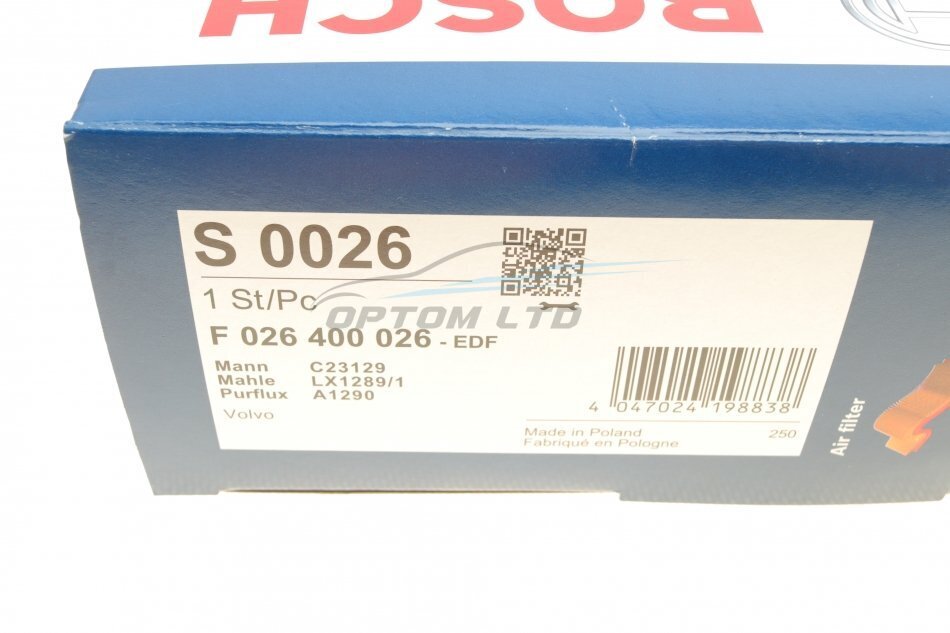 BOSCH
S 0026
1 St/Pc
OPTOM LTD
F 026 400 026 - EDF
Mann C23129
Mahle LX1289/1
Purflux A1290
Volvo
4 047024 198838
Made in Poland 250
Fabriqué en Pologne
Air filter